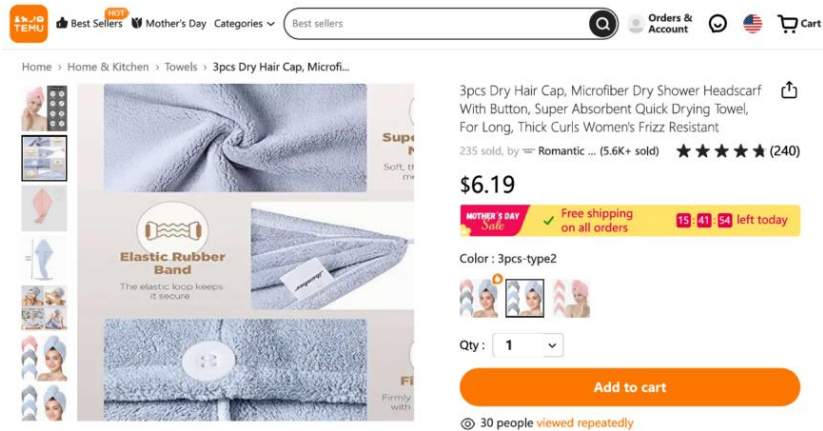 TEMU
Best Sellers
HOT
Mother's Day
Categories
Best sellers
Orders &
Account
Cart
Home > Home & Kitchen > Towels > 3pcs Dry Hair Cap, Microfi...
3pcs Dry Hair Cap, Microfiber Dry Shower Headscarf
With Button, Super Absorbent Quick Drying Towel,
For Long, Thick Curls Women's Frizz Resistant
235 sold, by Romantic ... (5.6K+ sold) (240)
$6.19
MOTHER'S DAY
Sale
Free shipping
on all orders
15:41:54 left today
Color : 3pcs-type2
Qty : 1
Add to cart
30 people viewed repeatedly
Soft, t
Elastic Rubber
Band
The elastic loop keeps
it secure
Firmly
with